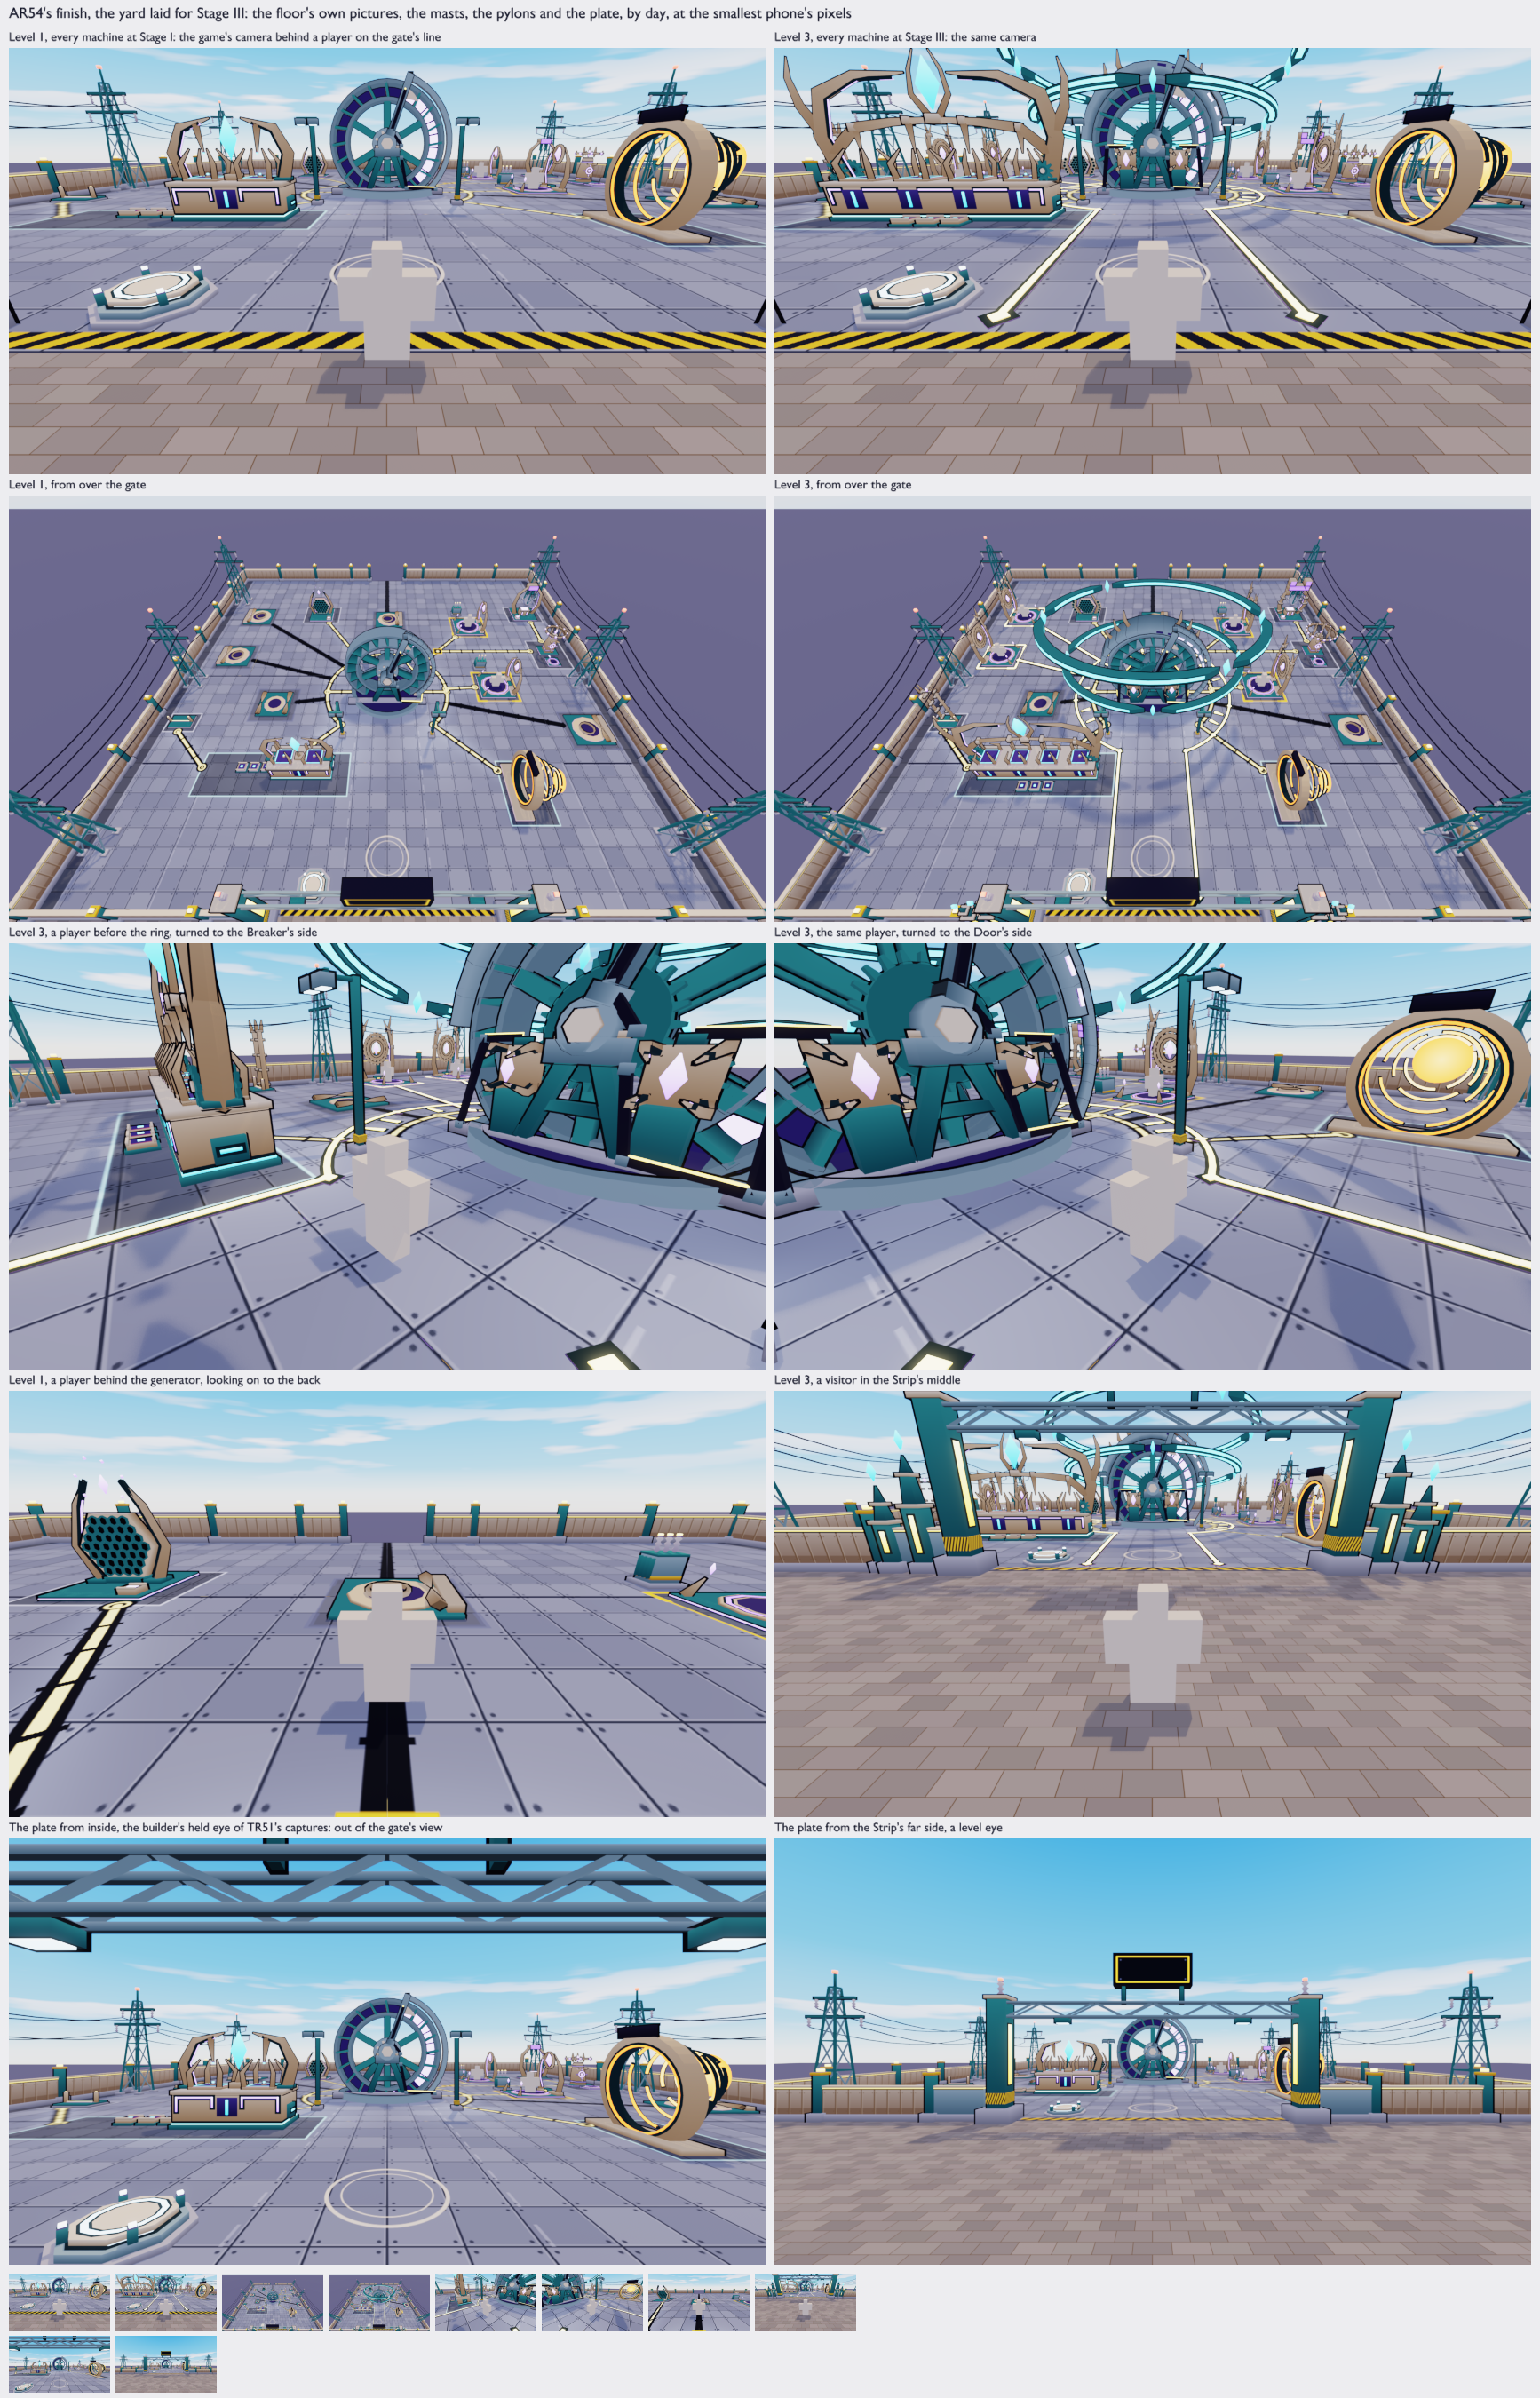 AR54's finish, the yard laid for Stage III: the floor's own pictures, the masts, the pylons and the plate, by day, at the smallest phone's pixels
Level 1, every machine at Stage I: the game's camera behind a player on the gate's line
Level 3, every machine at Stage III: the same camera
Level 1, from over the gate
Level 3, from over the gate
Level 3, a player before the ring, turned to the Breaker's side
Level 3, the same player, turned to the Door's side
Level 1, a player behind the generator, looking on to the back
Level 3, a visitor in the Strip's middle
The plate from inside, the builder's held eye of TR51's captures: out of the gate's view
The plate from the Strip's far side, a level eye